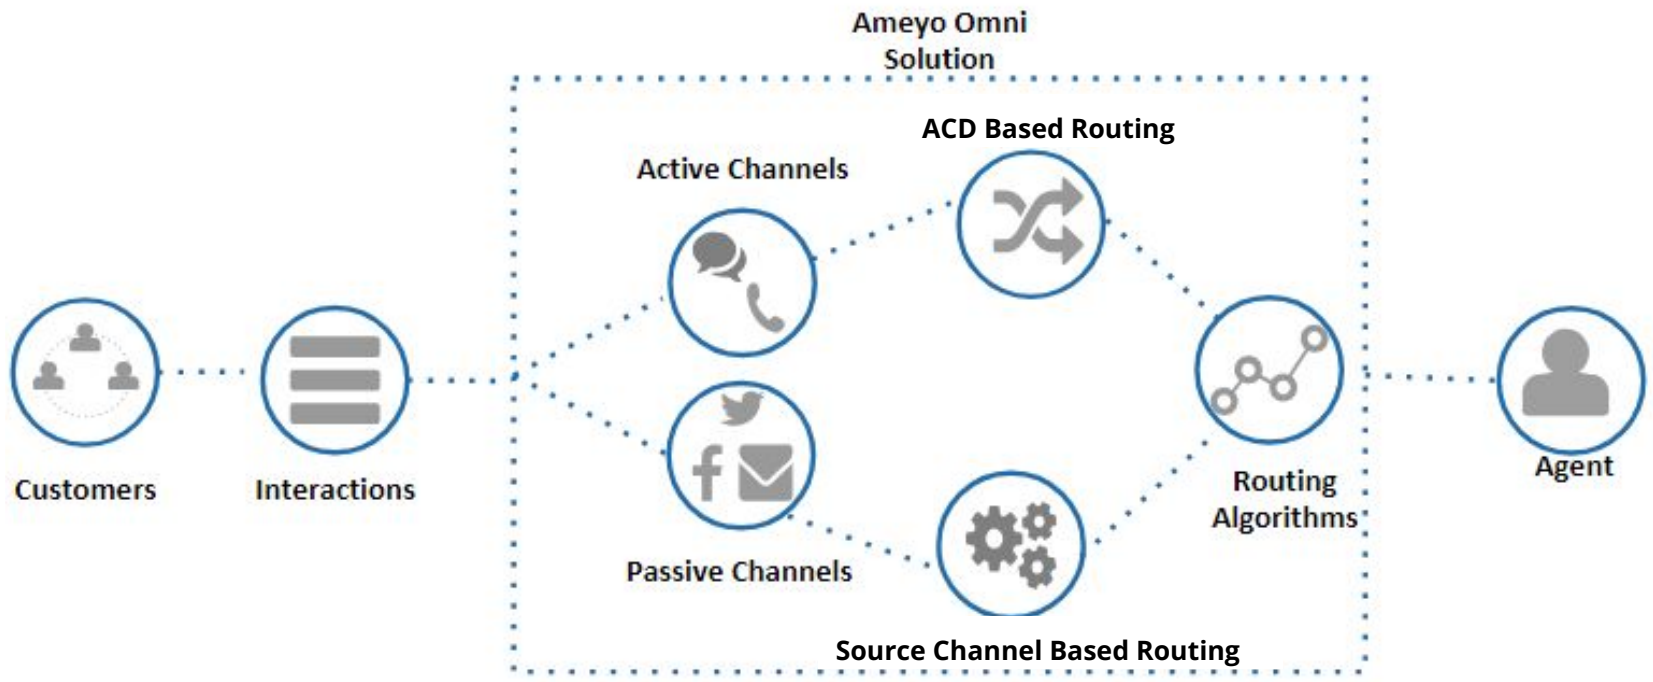 Ameyo Omni
Solution
ACD Based Routing
Active Channels
Customers
Interactions
Passive Channels
Routing
Algorithms
Agent
Source Channel Based Routing